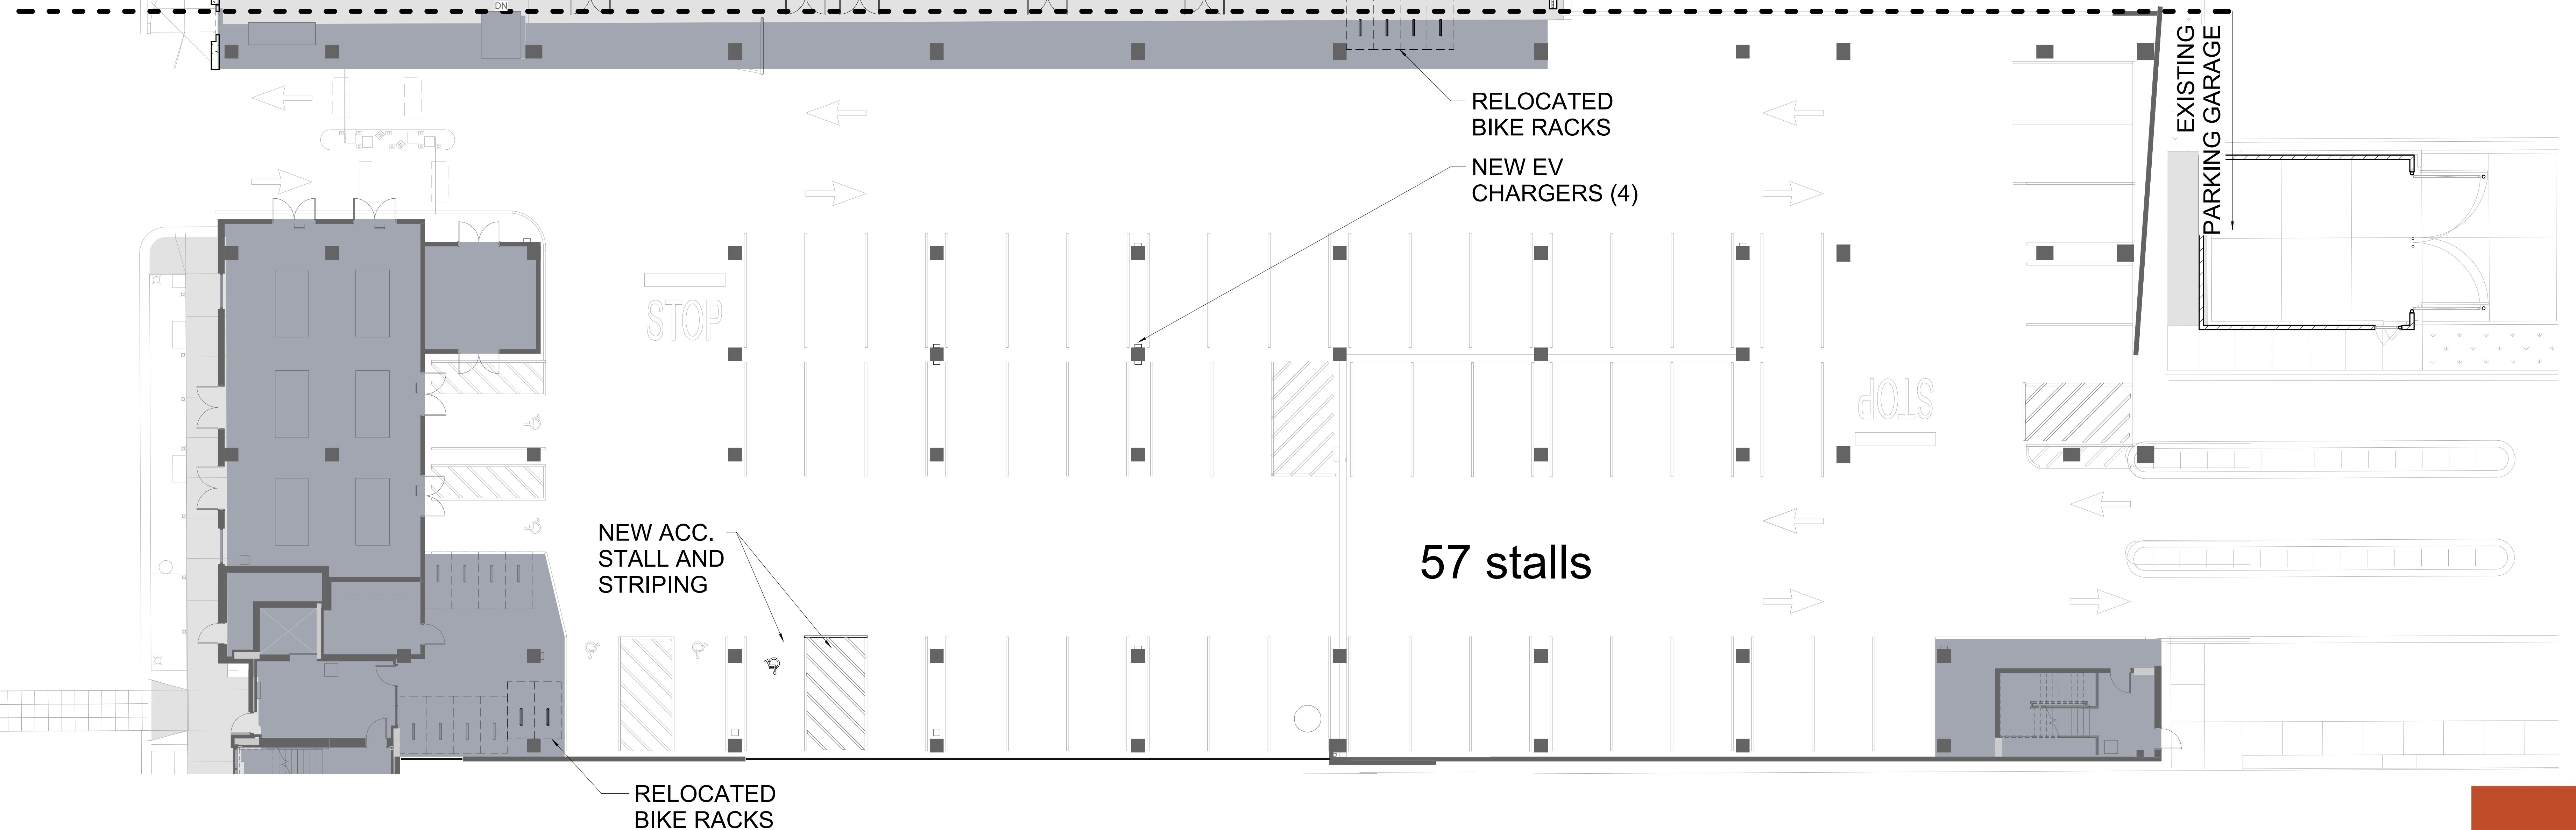 DN
RELOCATED
BIKE RACKS
EXISTING
PARKING GARAGE
NEW EV
CHARGERS (4)
STOP
STOP
NEW ACC.
STALL AND
STRIPING
57 stalls
RELOCATED
BIKE RACKS